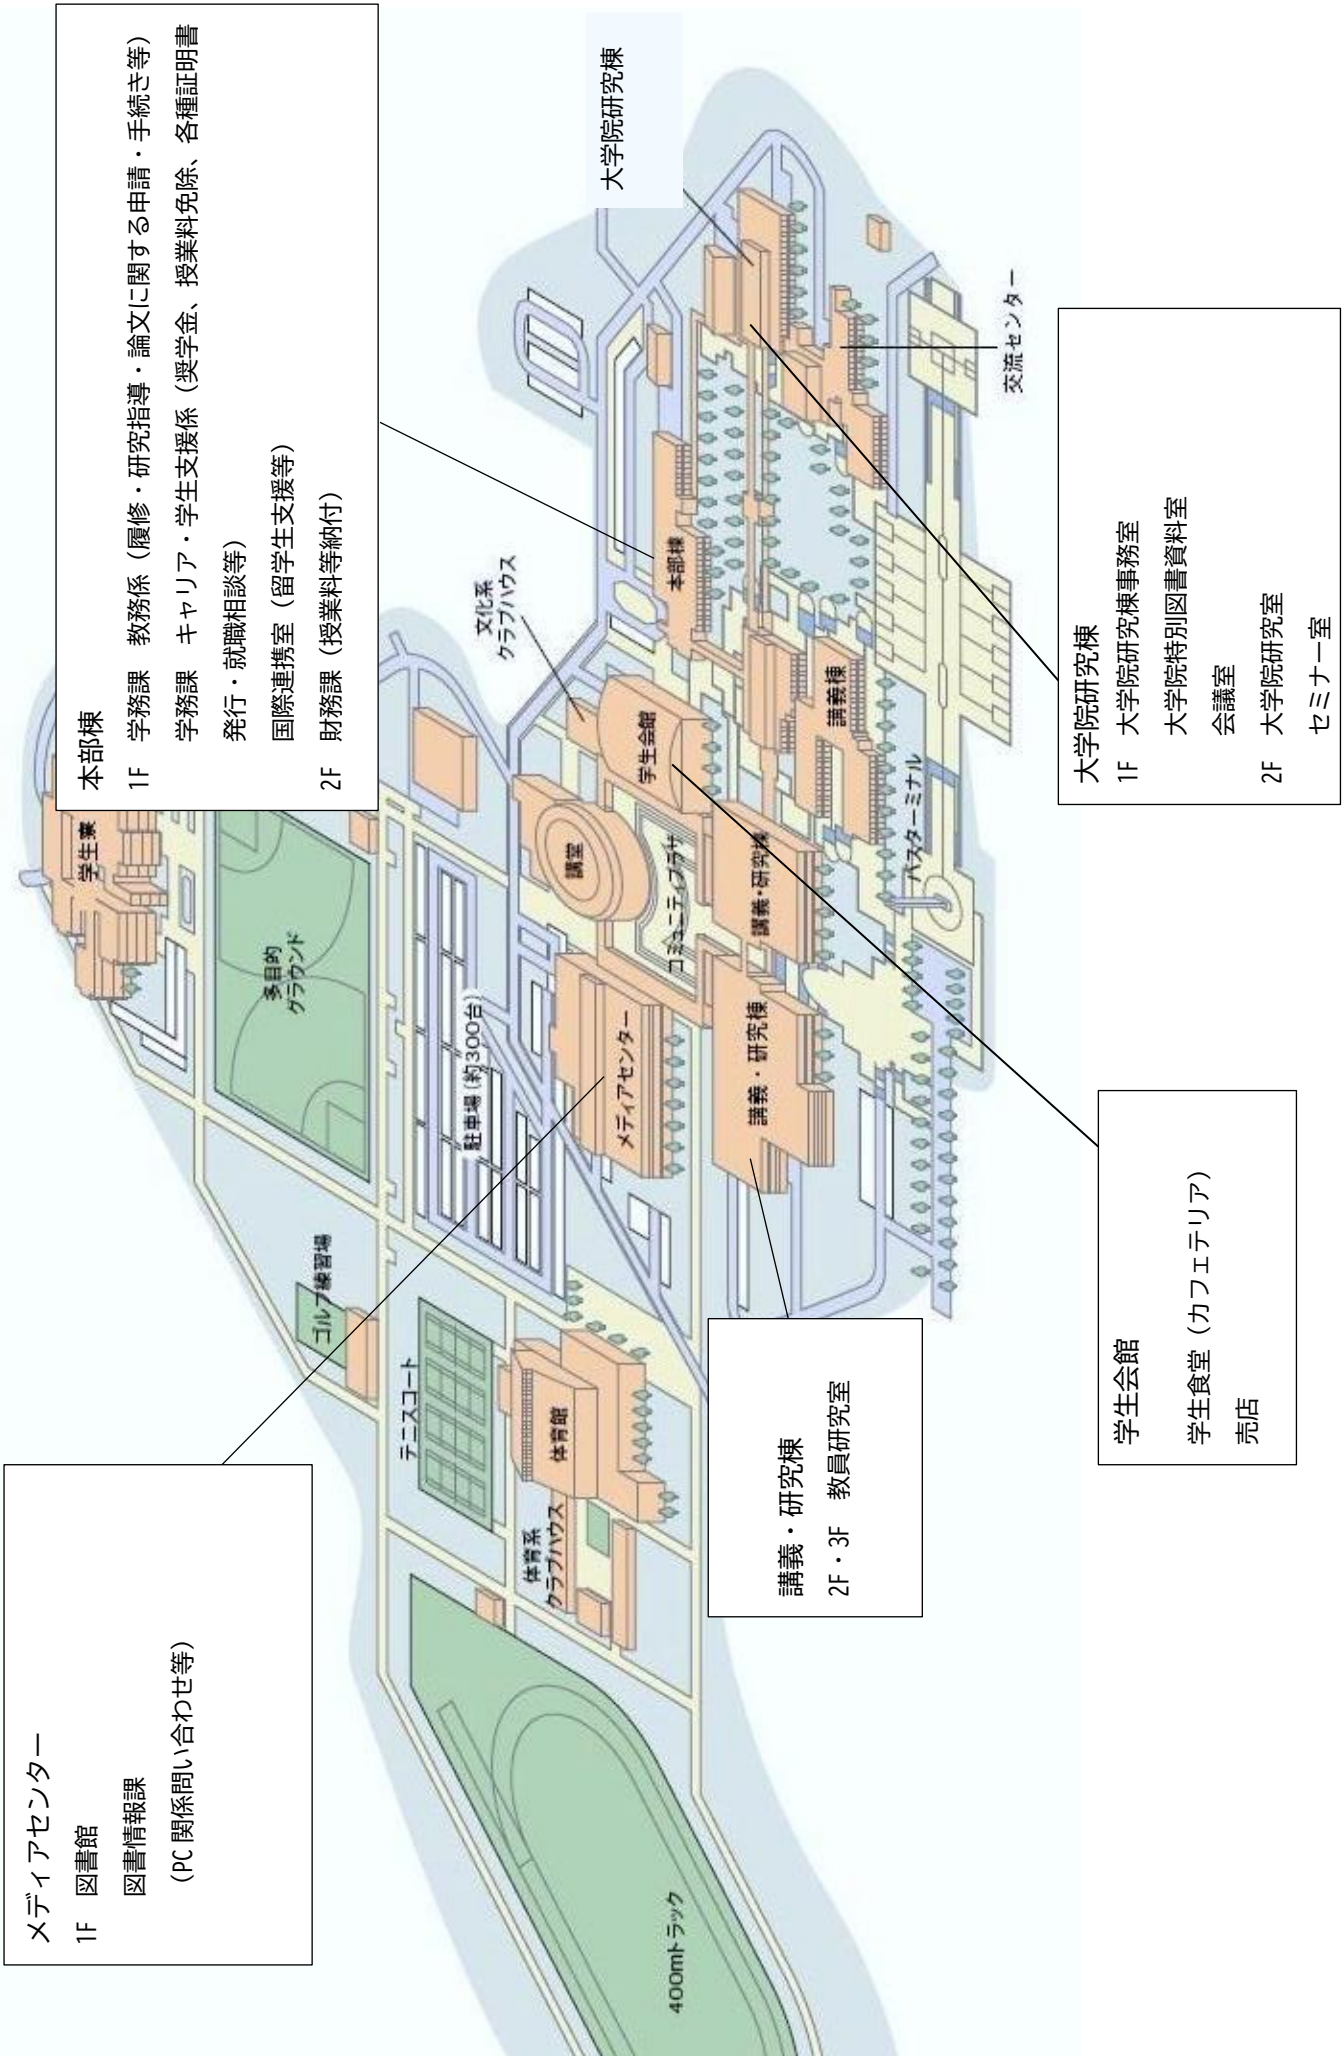 メディアセンター
1F 図書館
図書情報課
（PC 関係問い合わせ等）
本部棟
1F 学務課 教務係（履修・研究指導・論文に関する申請・手続き等）
学務課 キャリア・学生支援係（奨学金、授業料免除、各種証明書
発行・就職相談等）
国際連携室（留学生支援等）
2F 財務課（授業料等納付）
学生寮
多目的
グラウンド
ゴルフ練習場
テニスコート
駐車場(約300台)
文化系
クラブハウス
大学院研究棟
体育系
クラブハウス
体育館
メディアセンター
講堂
学生会館
本部棟
400mトラック
コミュニティプラザ
講義・研究棟
講義・研究棟
講義棟
バスターミナル
交流センター
講義・研究棟
2F・3F 教員研究室
学生会館
学生食堂（カフェテリア）
売店
大学院研究棟
1F 大学院研究棟事務室
大学院特別図書資料室
会議室
2F 大学院研究室
セミナー室